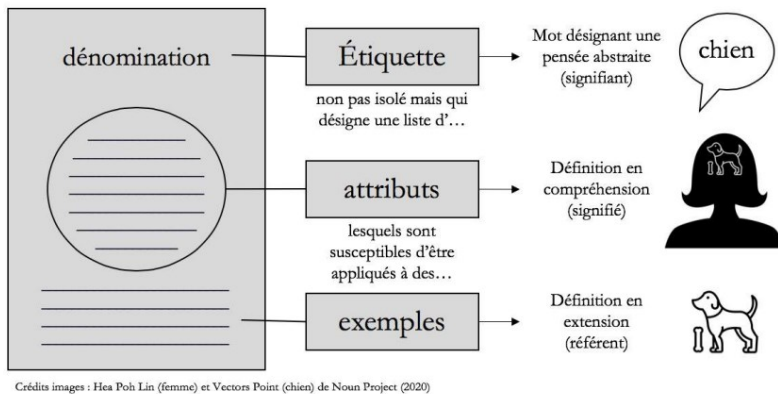 dénomination
Étiquette
non pas isolé mais qui
désigne une liste d’…
Mot désignant une
pensée abstraite
(signifiant)
chien
attributs
lesquels sont
susceptibles d’être
appliqués à des…
Définition en
compréhension
(signifié)
exemples
Définition en
extension
(référent)
Crédits images : Hea Poh Lin (femme) et Vectors Point (chien) de Noun Project (2020)